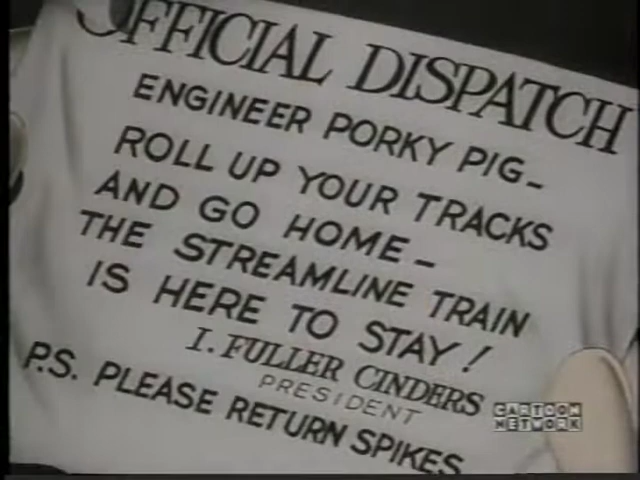 OFFICIAL DISPATCH
ENGINEER PORKY PIG–
ROLL UP YOUR TRACKS
AND GO HOME–
THE STREAMLINE TRAIN
IS HERE TO STAY!
I. FULLER CINDERS
PRESIDENT
P.S. PLEASE RETURN SPIKES
CARTOON
NETWORK